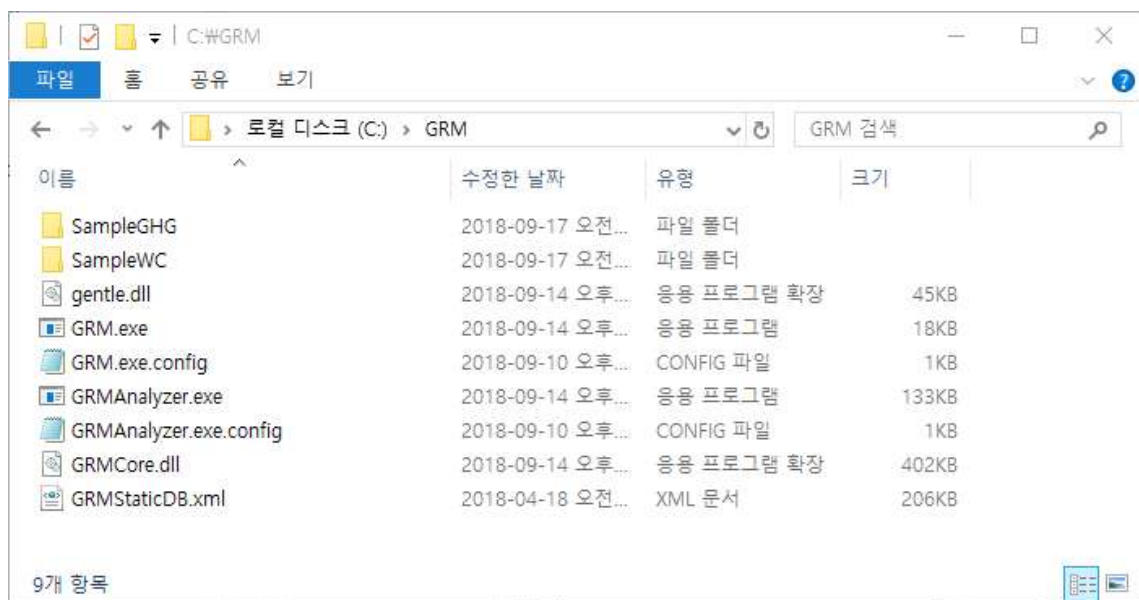 C:₩GRM
파일 홈 공유 보기
로컬 디스크 (C:) GRM GRM 검색
이름 수정한 날짜 유형 크기
SampleGHG 2018-09-17 오전... 파일 폴더
SampleWC 2018-09-17 오전... 파일 폴더
gentle.dll 2018-09-14 오후... 응용 프로그램 확장 45KB
GRM.exe 2018-09-14 오후... 응용 프로그램 18KB
GRM.exe.config 2018-09-10 오후... CONFIG 파일 1KB
GRMAnalyzer.exe 2018-09-14 오후... 응용 프로그램 133KB
GRMAnalyzer.exe.config 2018-09-10 오후... CONFIG 파일 1KB
GRMCore.dll 2018-09-14 오후... 응용 프로그램 확장 402KB
GRMStaticDB.xml 2018-04-18 오전... XML 문서 206KB
9개 항목